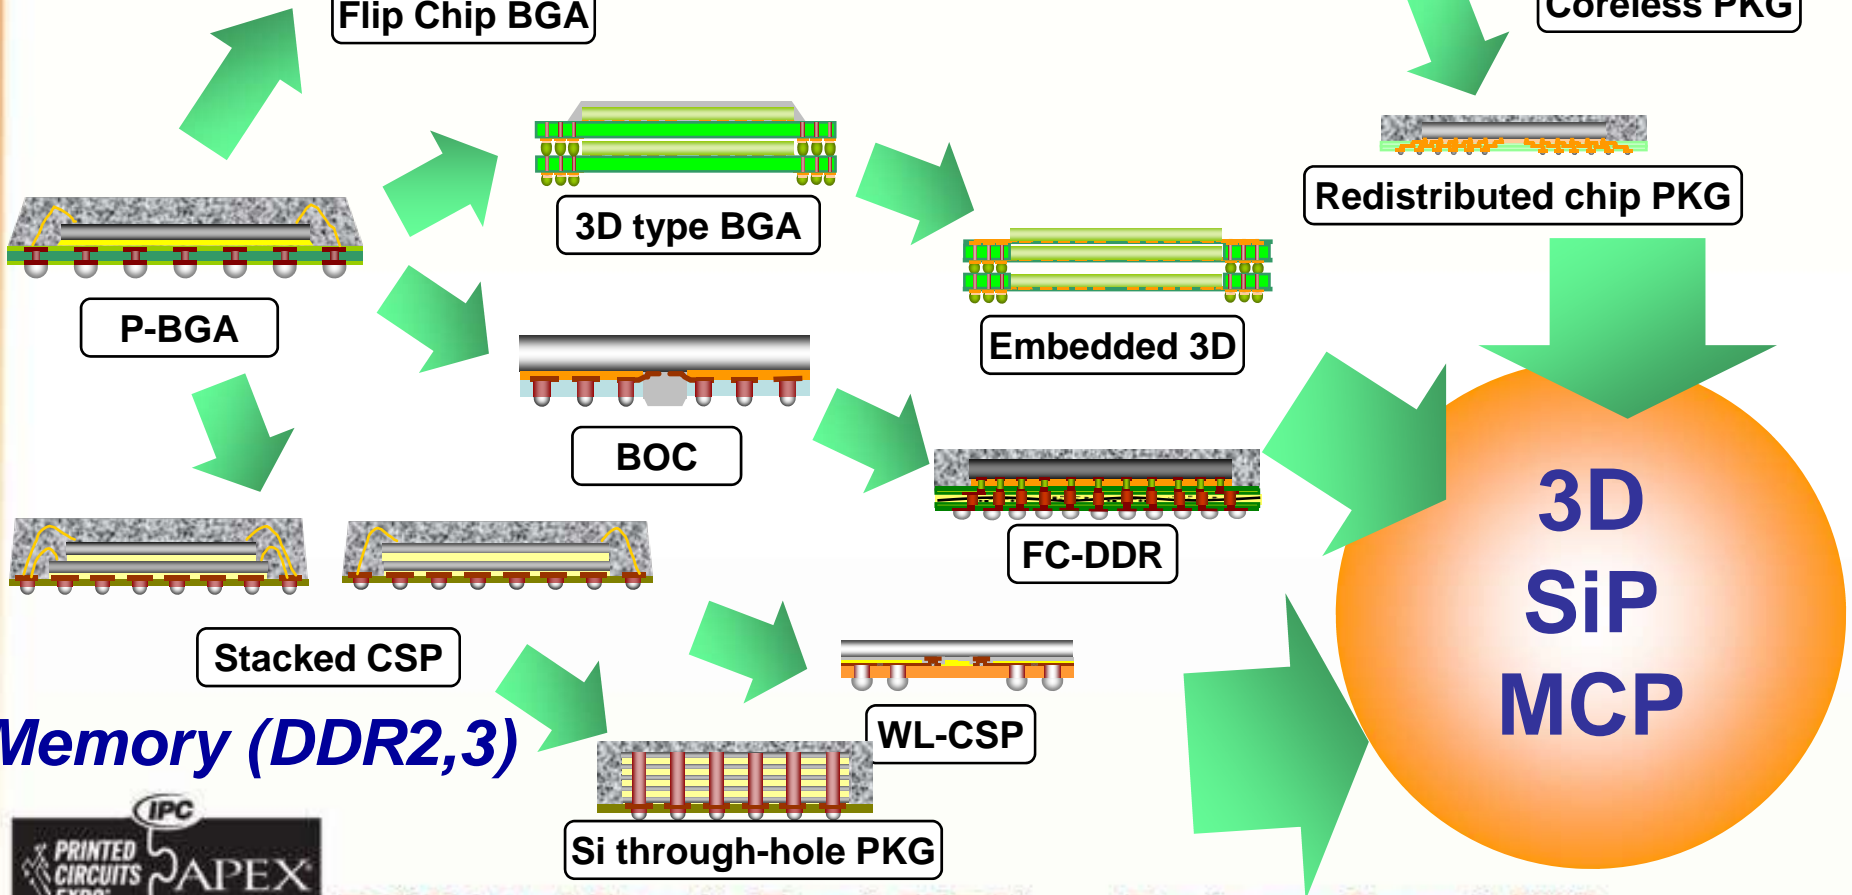 Flip Chip BGA
Coreless PKG
3D type BGA
Redistributed chip PKG
P-BGA
Embedded 3D
BOC
FC-DDR
3D
SiP
MCP
Stacked CSP
WL-CSP
Memory (DDR2,3)
Si through-hole PKG
IPC
PRINTED
CIRCUITS
EXPO
APEX